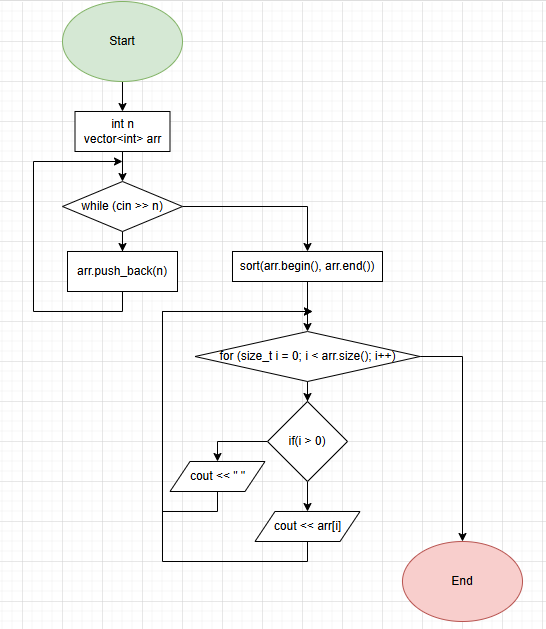 Start
int n
vector<int> arr
while (cin >> n)
arr.push_back(n)
sort(arr.begin(), arr.end())
for (size_t i = 0; i < arr.size(); i++)
if(i > 0)
cout << " "
cout << arr[i]
End